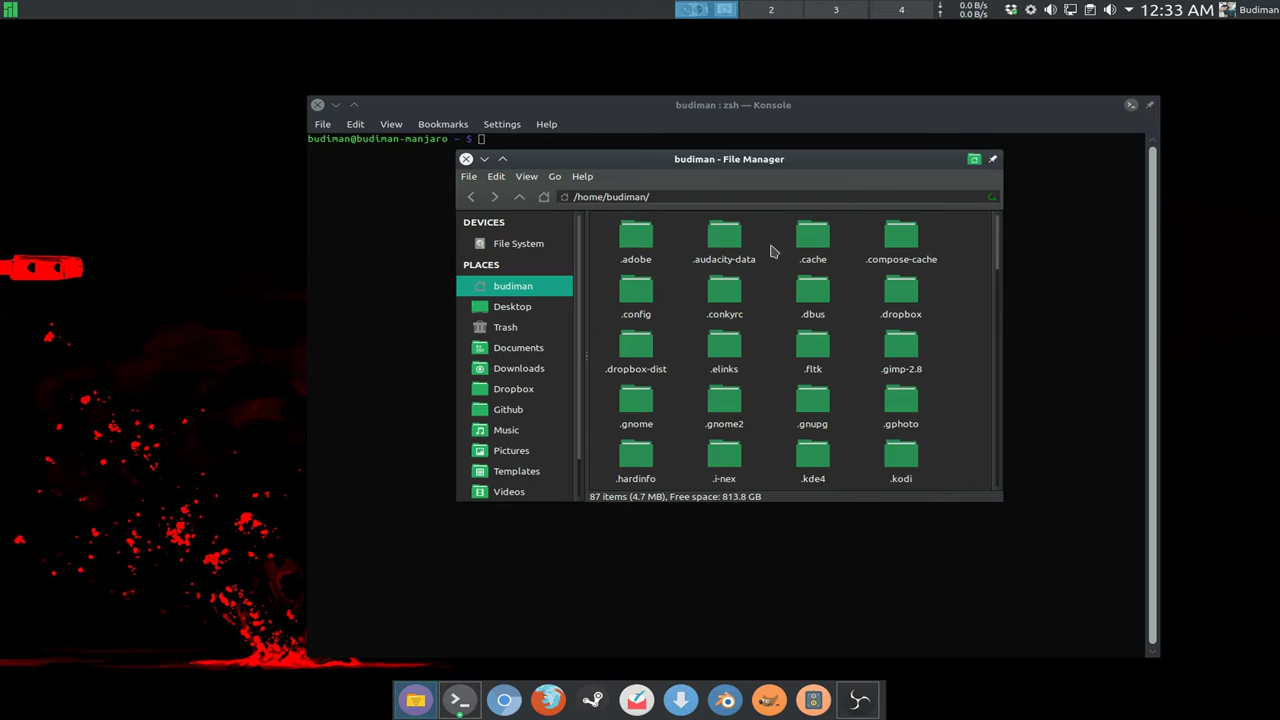 2 3 4 0.0 B/s 12:33 AM Budiman
0.0 B/s
budiman : zsh — Konsole
File Edit View Bookmarks Settings Help
budiman@budiman-manjaro ~ $
budiman - File Manager
File Edit View Go Help
/home/budiman/
DEVICES
File System
PLACES
budiman
Desktop
Trash
Documents
Downloads
Dropbox
Github
Music
Pictures
Templates
Videos
.adobe .audacity-data .cache .compose-cache
.config .conkyrc .dbus .dropbox
.dropbox-dist .elinks .fltk .gimp-2.8
.gnome .gnome2 .gnupg .gphoto
.hardinfo .i-nex .kde4 .kodi
87 items (4.7 MB), Free space: 813.8 GB